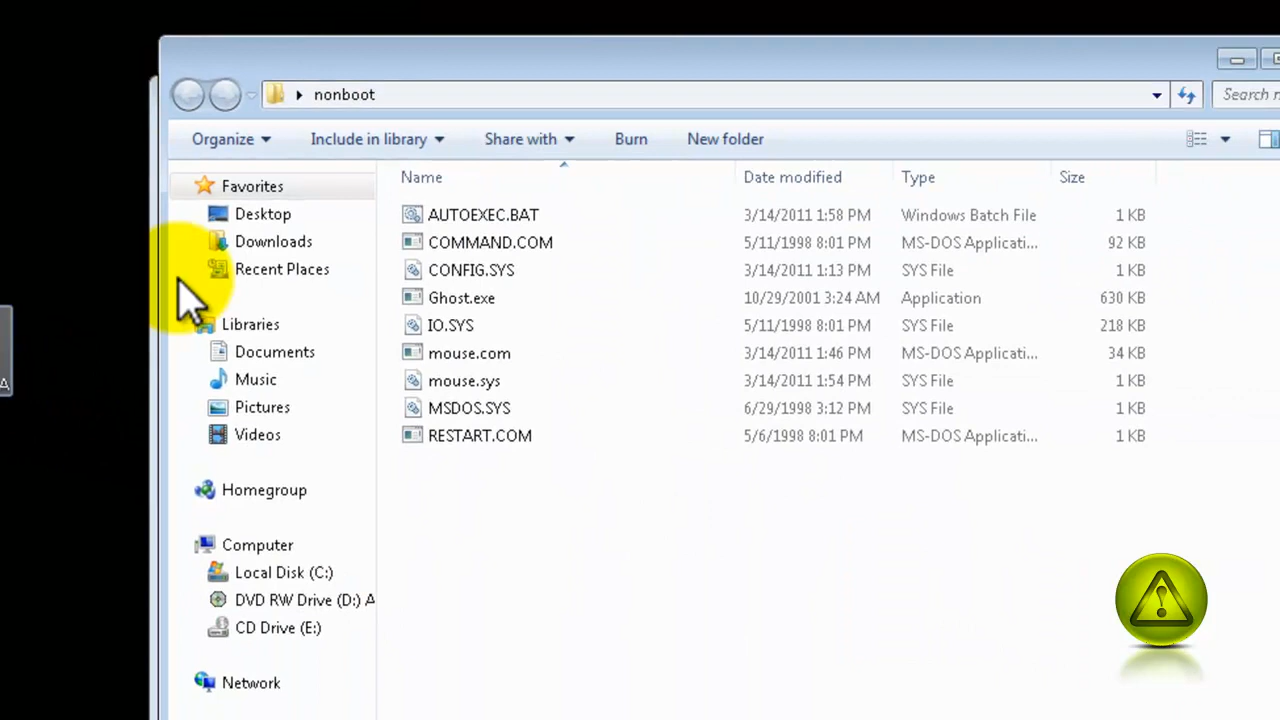 nonboot
Search n
Organize Include in library Share with Burn New folder
Name Date modified Type Size
Favorites
Desktop
Downloads
Recent Places
Libraries
Documents
Music
Pictures
Videos
Homegroup
Computer
Local Disk (C:)
DVD RW Drive (D:) A
CD Drive (E:)
Network
AUTOEXEC.BAT 3/14/2011 1:58 PM Windows Batch File 1 KB
COMMAND.COM 5/11/1998 8:01 PM MS-DOS Applicati... 92 KB
CONFIG.SYS 3/14/2011 1:13 PM SYS File 1 KB
Ghost.exe 10/29/2001 3:24 AM Application 630 KB
IO.SYS 5/11/1998 8:01 PM SYS File 218 KB
mouse.com 3/14/2011 1:46 PM MS-DOS Applicati... 34 KB
mouse.sys 3/14/2011 1:54 PM SYS File 1 KB
MSDOS.SYS 6/29/1998 3:12 PM SYS File 1 KB
RESTART.COM 5/6/1998 8:01 PM MS-DOS Applicati... 1 KB